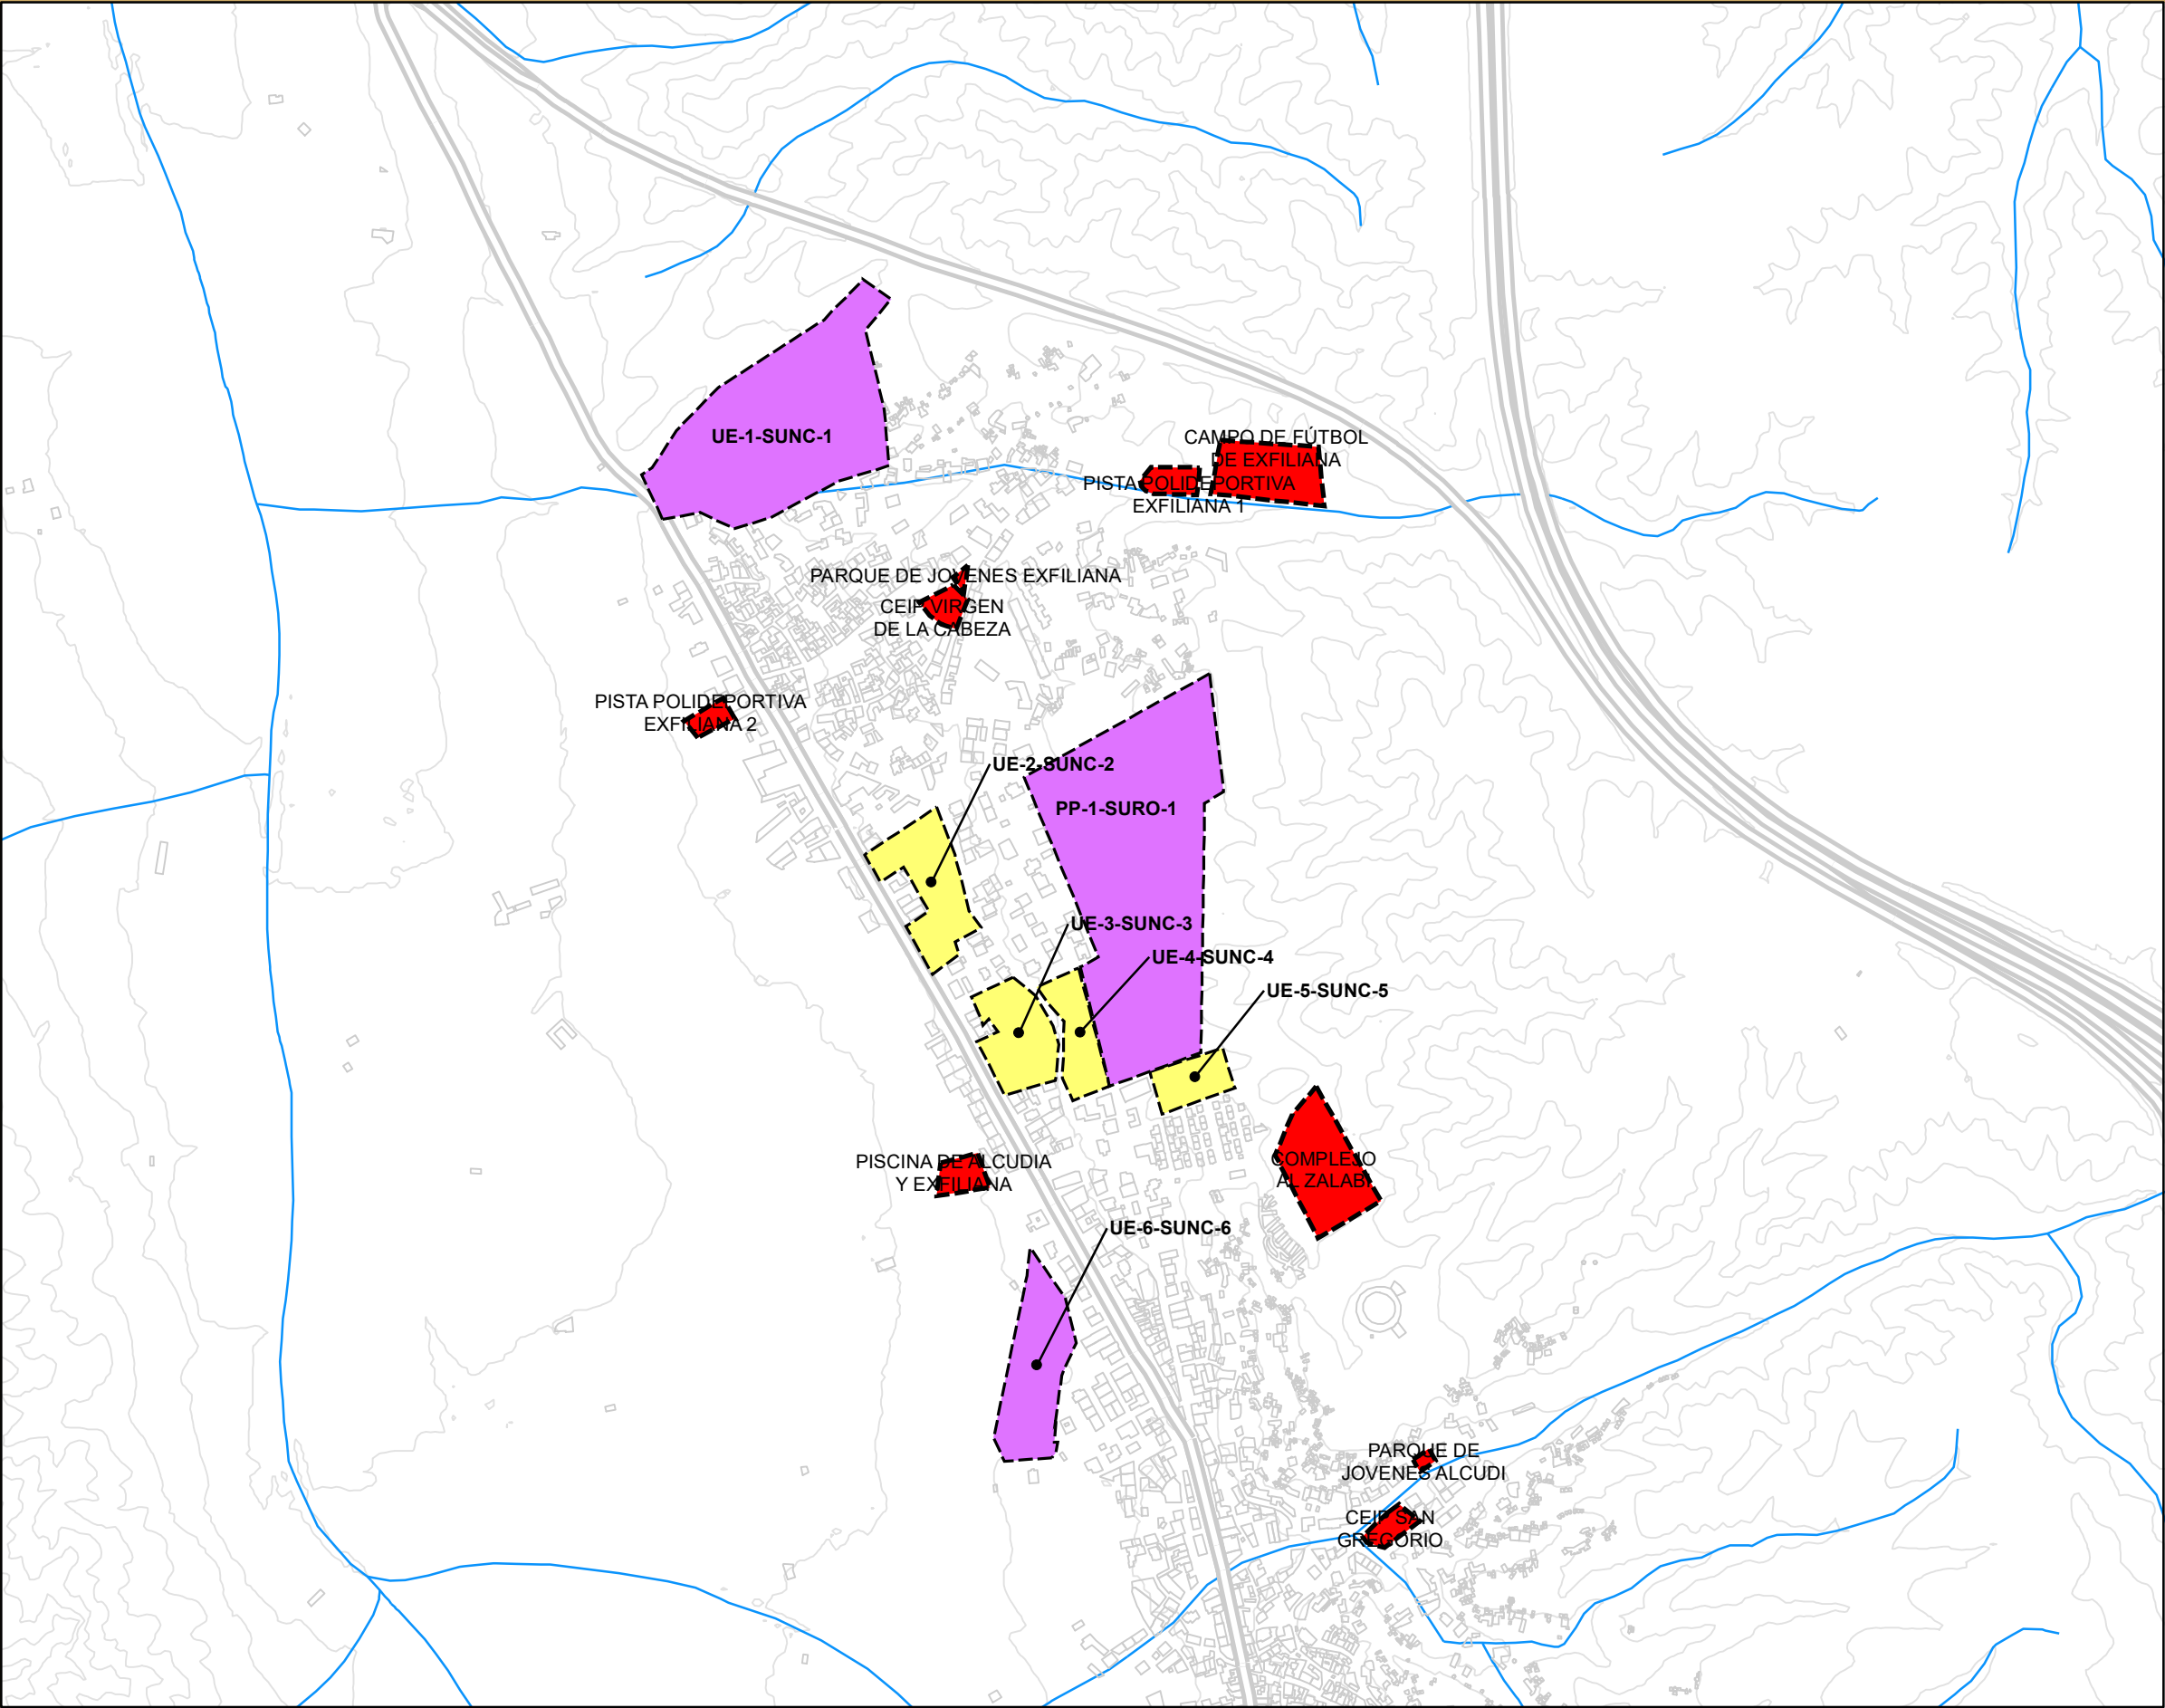 UE-1-SUNC-1
CAMPO DE FÚTBOL
DE EXFILIANA
PISTA POLIDEPORTIVA
EXFILIANA 1
PARQUE DE JOVENES EXFILIANA
CEIP VIRGEN
DE LA CABEZA
PISTA POLIDEPORTIVA
EXFILIANA 2
UE-2-SUNC-2
PP-1-SURO-1
UE-3-SUNC-3
UE-4-SUNC-4
UE-5-SUNC-5
PISCINA DE ALCUDIA
Y EXFILIANA
COMPLEJO
AL ZALABI
UE-6-SUNC-6
PARQUE DE
JOVENES ALCUDI
CEIP SAN
GREGORIO